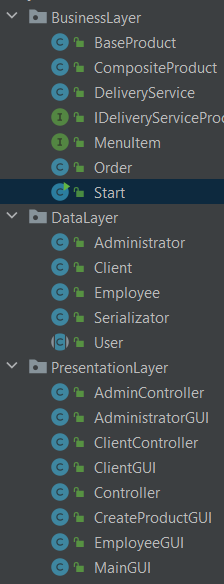 BusinessLayer
BaseProduct
CompositeProduct
DeliveryService
IDeliveryServicePro
MenuItem
Order
Start
DataLayer
Administrator
Client
Employee
Serializator
User
PresentationLayer
AdminController
AdministratorGUI
ClientController
ClientGUI
Controller
CreateProductGUI
EmployeeGUI
MainGUI